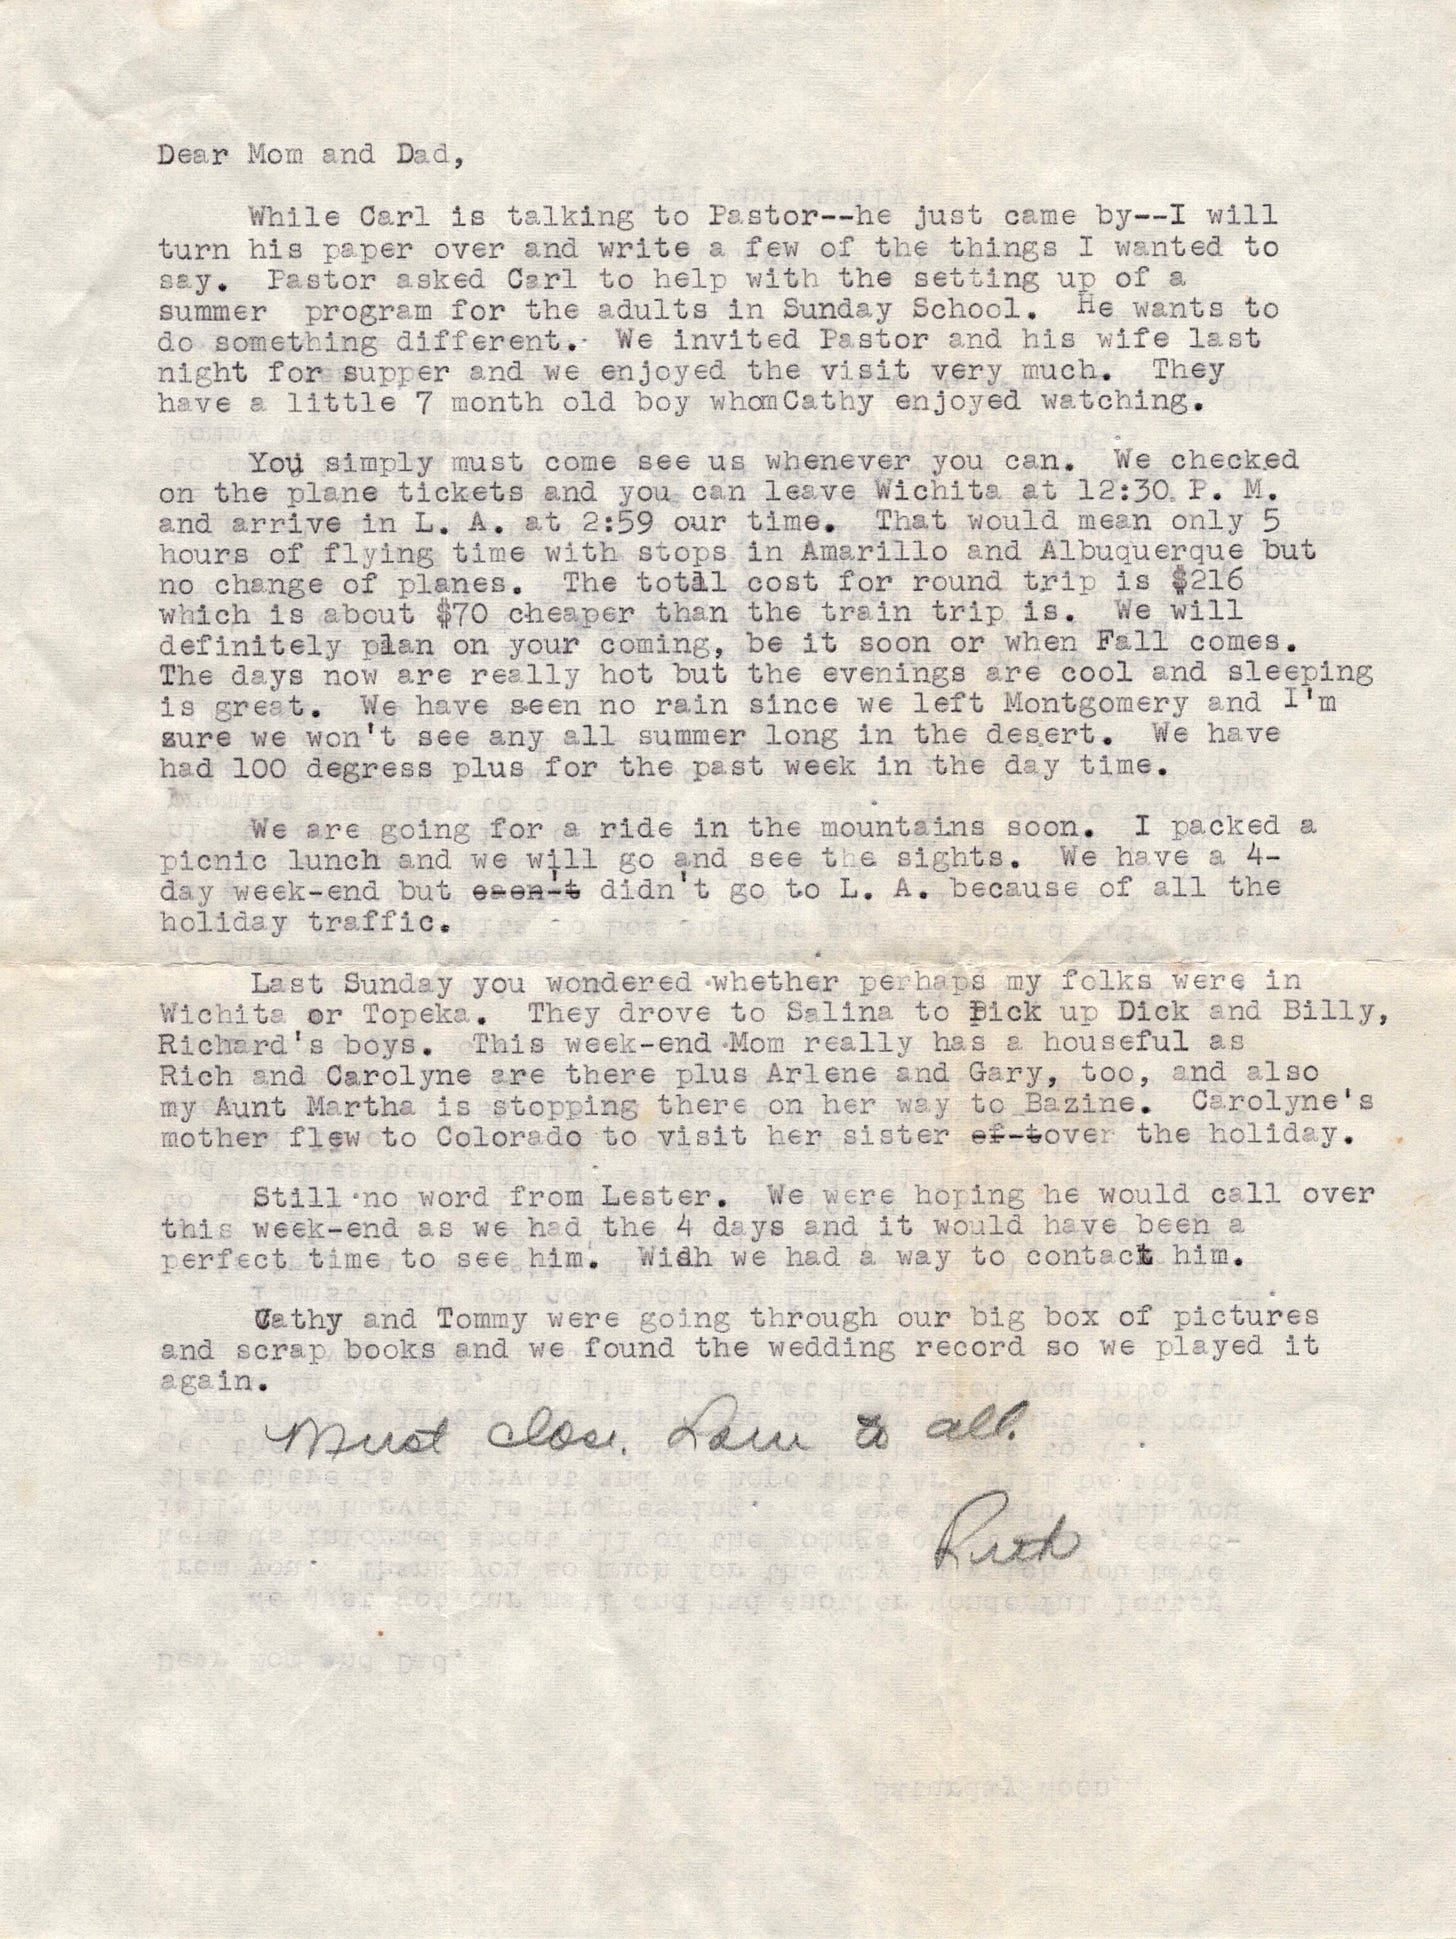 Dear Mom and Dad,
While Carl is talking to Pastor--he just came by--I will
turn his paper over and write a few of the things I wanted to
say. Pastor asked Carl to help with the setting up of a
summer program for the adults in Sunday School. He wants to
do something different. We invited Pastor and his wife last
night for supper and we enjoyed the visit very much. They
have a little 7 month old boy whomCathy enjoyed watching.
You simply must come see us whenever you can. We checked
on the plane tickets and you can leave Wichita at 12:30 P. M.
and arrive in L. A. at 2:59 our time. That would mean only 5
hours of flying time with stops in Amarillo and Albuquerque but
no change of planes. The total cost for round trip is $216
which is about $70 cheaper than the train trip is. We will
definitely plan on your coming, be it soon or when Fall comes.
The days now are really hot but the evenings are cool and sleeping
is great. We have seen no rain since we left Montgomery and I'm
sure we won't see any all summer long in the desert. We have
had 100 degress plus for the past week in the day time.
We are going for a ride in the mountains soon. I packed a
picnic lunch and we will go and see the sights. We have a 4-
day week-end but didn't go to L. A. because of all the
holiday traffic.
Last Sunday you wondered whether perhaps my folks were in
Wichita or Topeka. They drove to Salina to pick up Dick and Billy,
Richard's boys. This week-end Mom really has a houseful as
Rich and Carolyne are there plus Arlene and Gary, too, and also
my Aunt Martha is stopping there on her way to Bazine. Carolyne's
mother flew to Colorado to visit her sister over the holiday.
Still no word from Lester. We were hoping he would call over
this week-end as we had the 4 days and it would have been a
perfect time to see him. Wish we had a way to contact him.
Cathy and Tommy were going through our big box of pictures
and scrap books and we found the wedding record so we played it
again.
Must close. Love to all.
Ruth